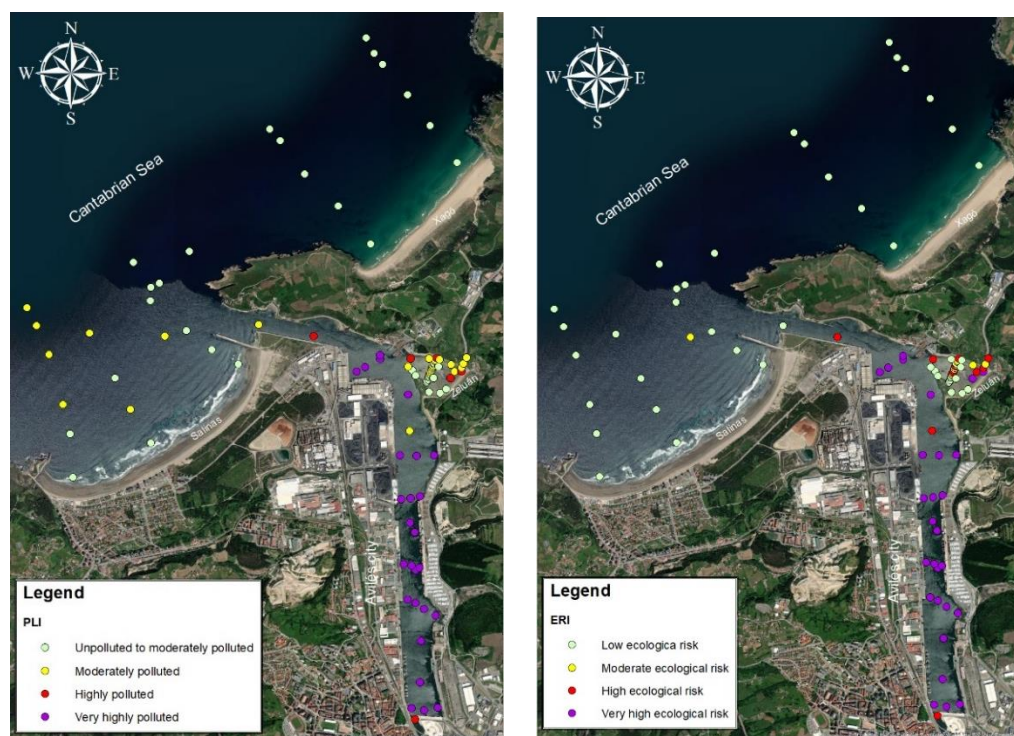 N
W E
S
Cantabrian Sea
Xagó
Zeluán
Salinas
Avilés city
Legend
PLI
Unpolluted to moderately polluted
Moderately polluted
Highly polluted
Very highly polluted
N
W E
S
Cantabrian Sea
Xagó
Zeluán
Salinas
Avilés city
Legend
ERI
Low ecologica risk
Moderate ecological risk
High ecological risk
Very high ecological risk